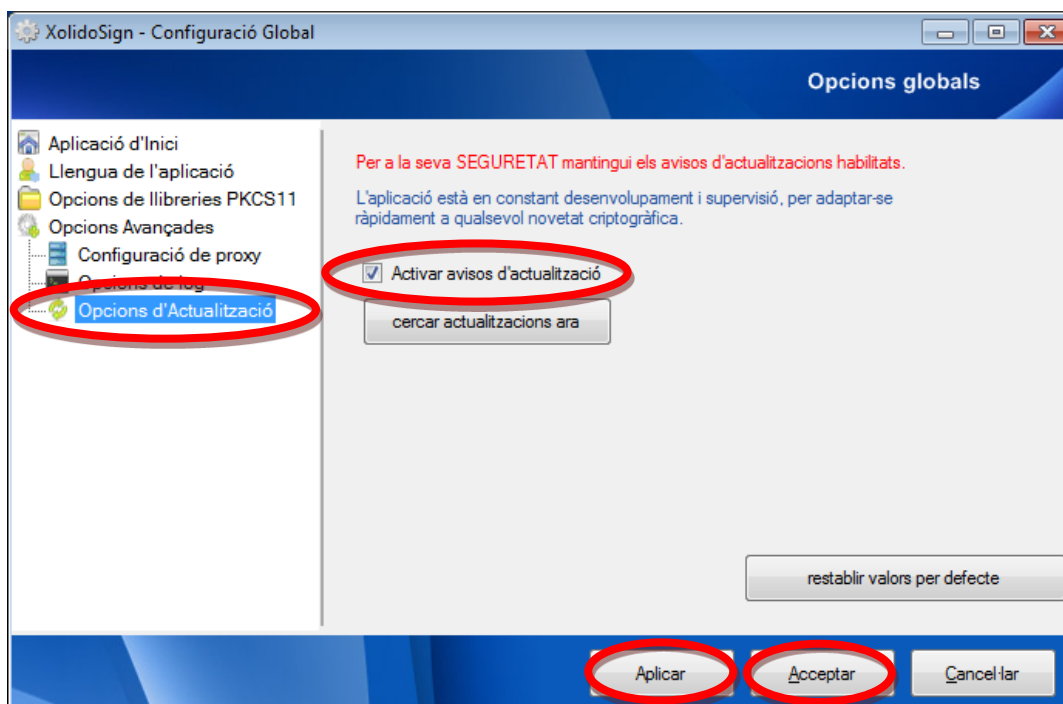 XolidoSign - Configuració Global
Opcions globals
Aplicació d'Inici
Llengua de l'aplicació
Opcions de llibreries PKCS11
Opcions Avançades
Configuració de proxy
Opcions de log
Opcions d'Actualització
Per a la seva SEGURETAT mantingui els avisos d'actualitzacions habilitats.
L'aplicació està en constant desenvolupament i supervisió, per adaptar-se
ràpidament a qualsevol novetat criptogràfica.
Activar avisos d'actualització
cercar actualitzacions ara
restablir valors per defecte
Aplicar
Acceptar
Cancel·lar